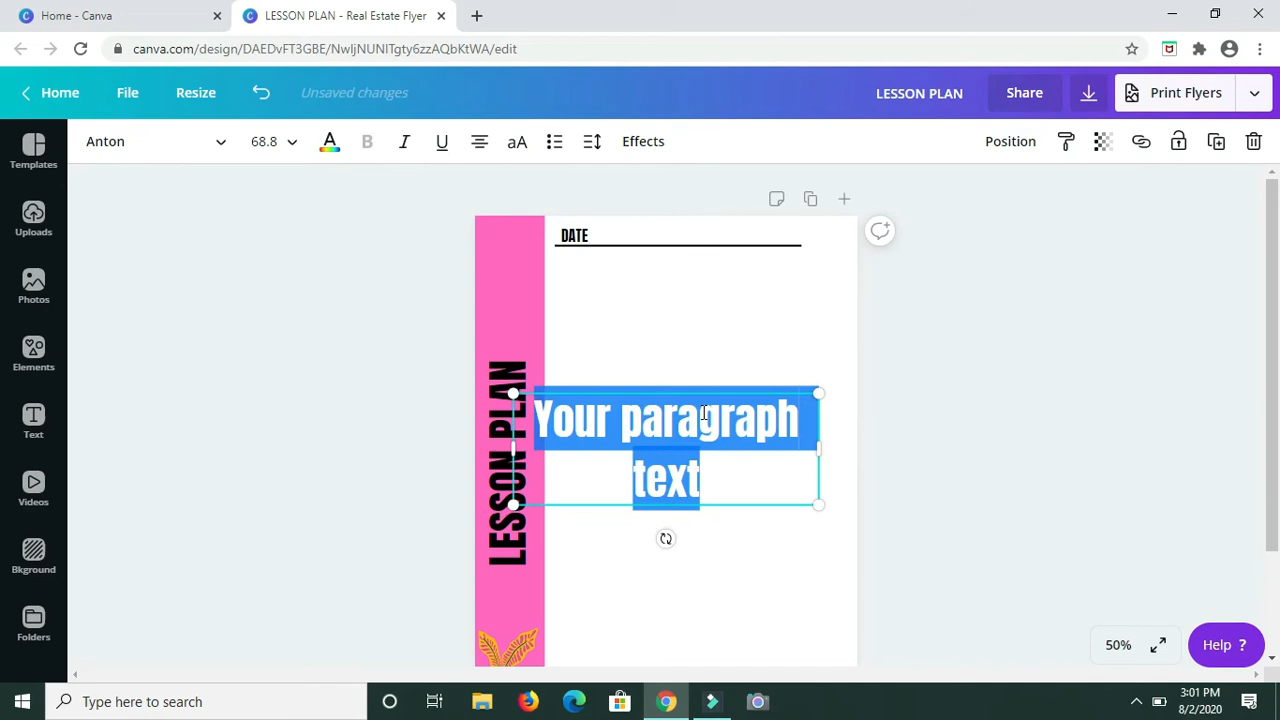 Home - Canva
LESSON PLAN - Real Estate Flyer
canva.com/design/DAEDvFT3GBE/NwIjNUNITgty6zzAQbKtWA/edit
Home
File
Resize
Unsaved changes
LESSON PLAN
Share
Print Flyers
Anton
68.8
A
B
I
U
aA
Effects
Position
Templates
Uploads
Photos
Elements
Text
Videos
Bkground
Folders
DATE
LESSON PLAN
Your paragraph
text
50%
Help ?
Type here to search
3:01 PM
8/2/2020